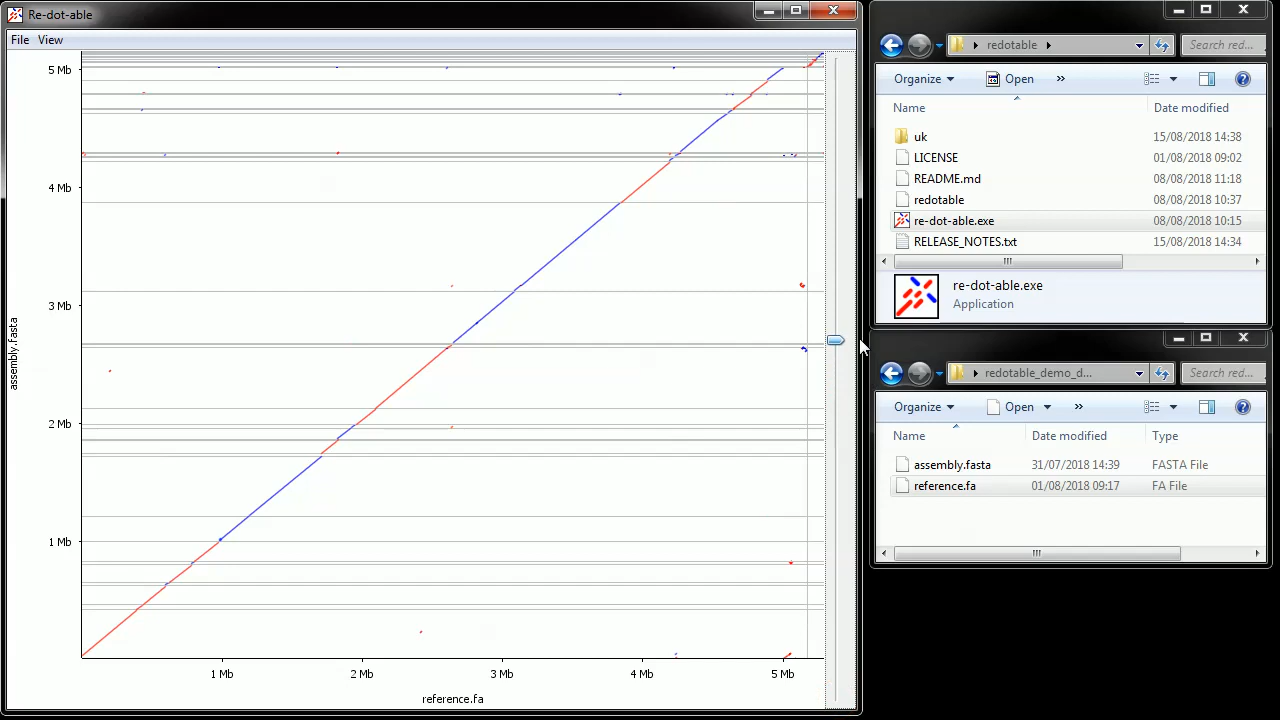 Re-dot-able
File View
5 Mb
4 Mb
3 Mb
2 Mb
1 Mb
assembly.fasta
1 Mb 2 Mb 3 Mb 4 Mb 5 Mb
reference.fa
redotable
Search red...
Organize Open »
Name Date modified
uk 15/08/2018 14:38
LICENSE 01/08/2018 09:02
README.md 08/08/2018 11:18
redotable 08/08/2018 10:37
re-dot-able.exe 08/08/2018 10:15
RELEASE_NOTES.txt 15/08/2018 14:34
re-dot-able.exe
Application
redotable_demo_d...
Search red...
Organize Open »
Name Date modified Type
assembly.fasta 31/07/2018 14:39 FASTA File
reference.fa 01/08/2018 09:17 FA File